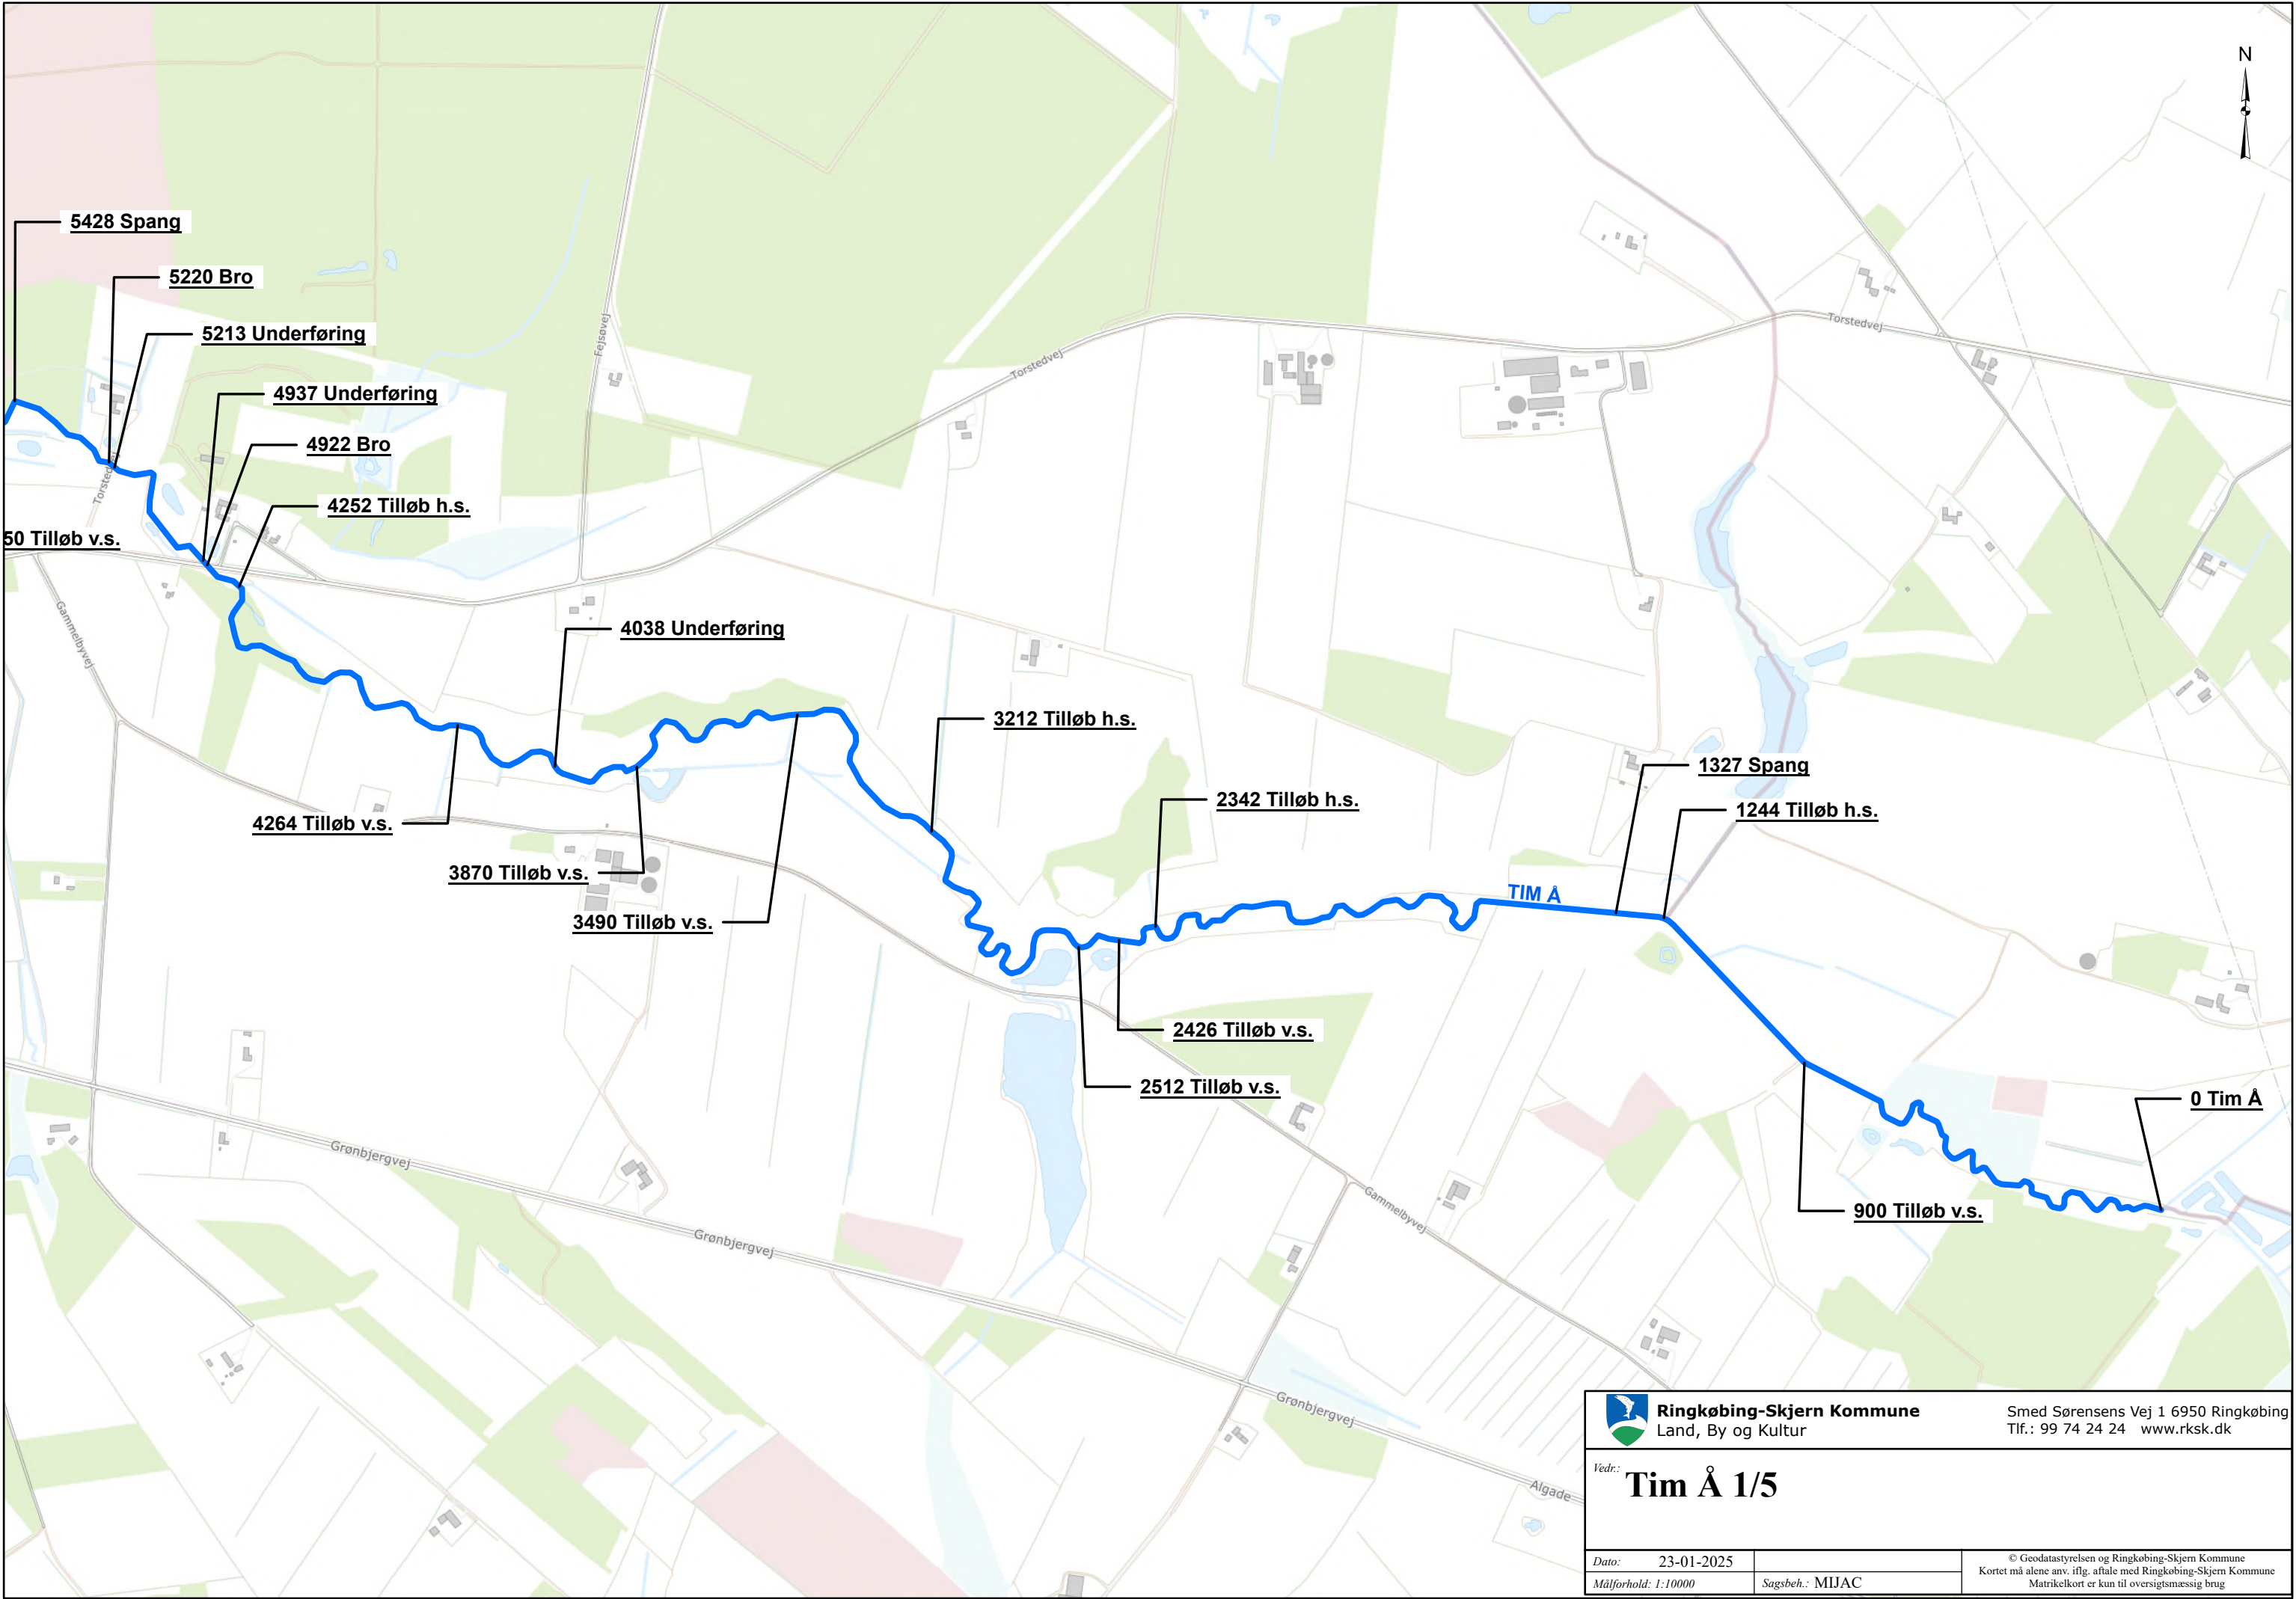 N
5428 Spang
5220 Bro
5213 Underføring
4937 Underføring
4922 Bro
4252 Tilløb h.s.
50 Tilløb v.s.
Fejsøvej
Torstedvej
Torstedvej
Torstedvej
Gammelbyvej
4038 Underføring
3212 Tilløb h.s.
4264 Tilløb v.s.
3870 Tilløb v.s.
3490 Tilløb v.s.
2342 Tilløb h.s.
1327 Spang
1244 Tilløb h.s.
TIM Å
2426 Tilløb v.s.
2512 Tilløb v.s.
0 Tim Å
900 Tilløb v.s.
Grønbjergvej
Grønbjergvej
Gammelbyvej
Grønbjergvej
Algade
Ringkøbing-Skjern Kommune
Land, By og Kultur
Smed Sørensens Vej 1 6950 Ringkøbing
Tlf.: 99 74 24 24 www.rksk.dk
Vedr.: Tim Å 1/5
Dato: 23-01-2025
Målforhold: 1:10000
Sagsbeh.: MIJAC
© Geodatastyrelsen og Ringkøbing-Skjern Kommune
Kortet må alene anv. iflg. aftale med Ringkøbing-Skjern Kommune
Matrikelkort er kun til oversigtsmæssig brug